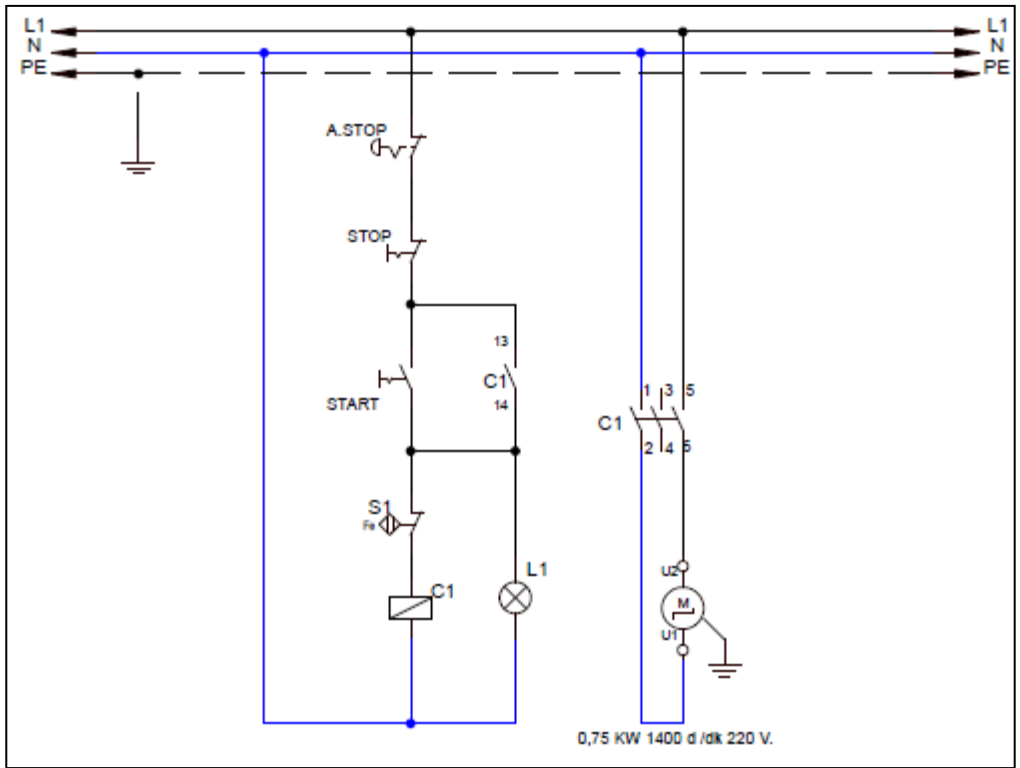 L1 L1
N N
PE PE
A.STOP
STOP
13
C1
14
START
1 3 5
C1
2 4 6
S1
Fe
C1
L1
U2
M
U1
0,75 KW 1400 d /dk 220 V.